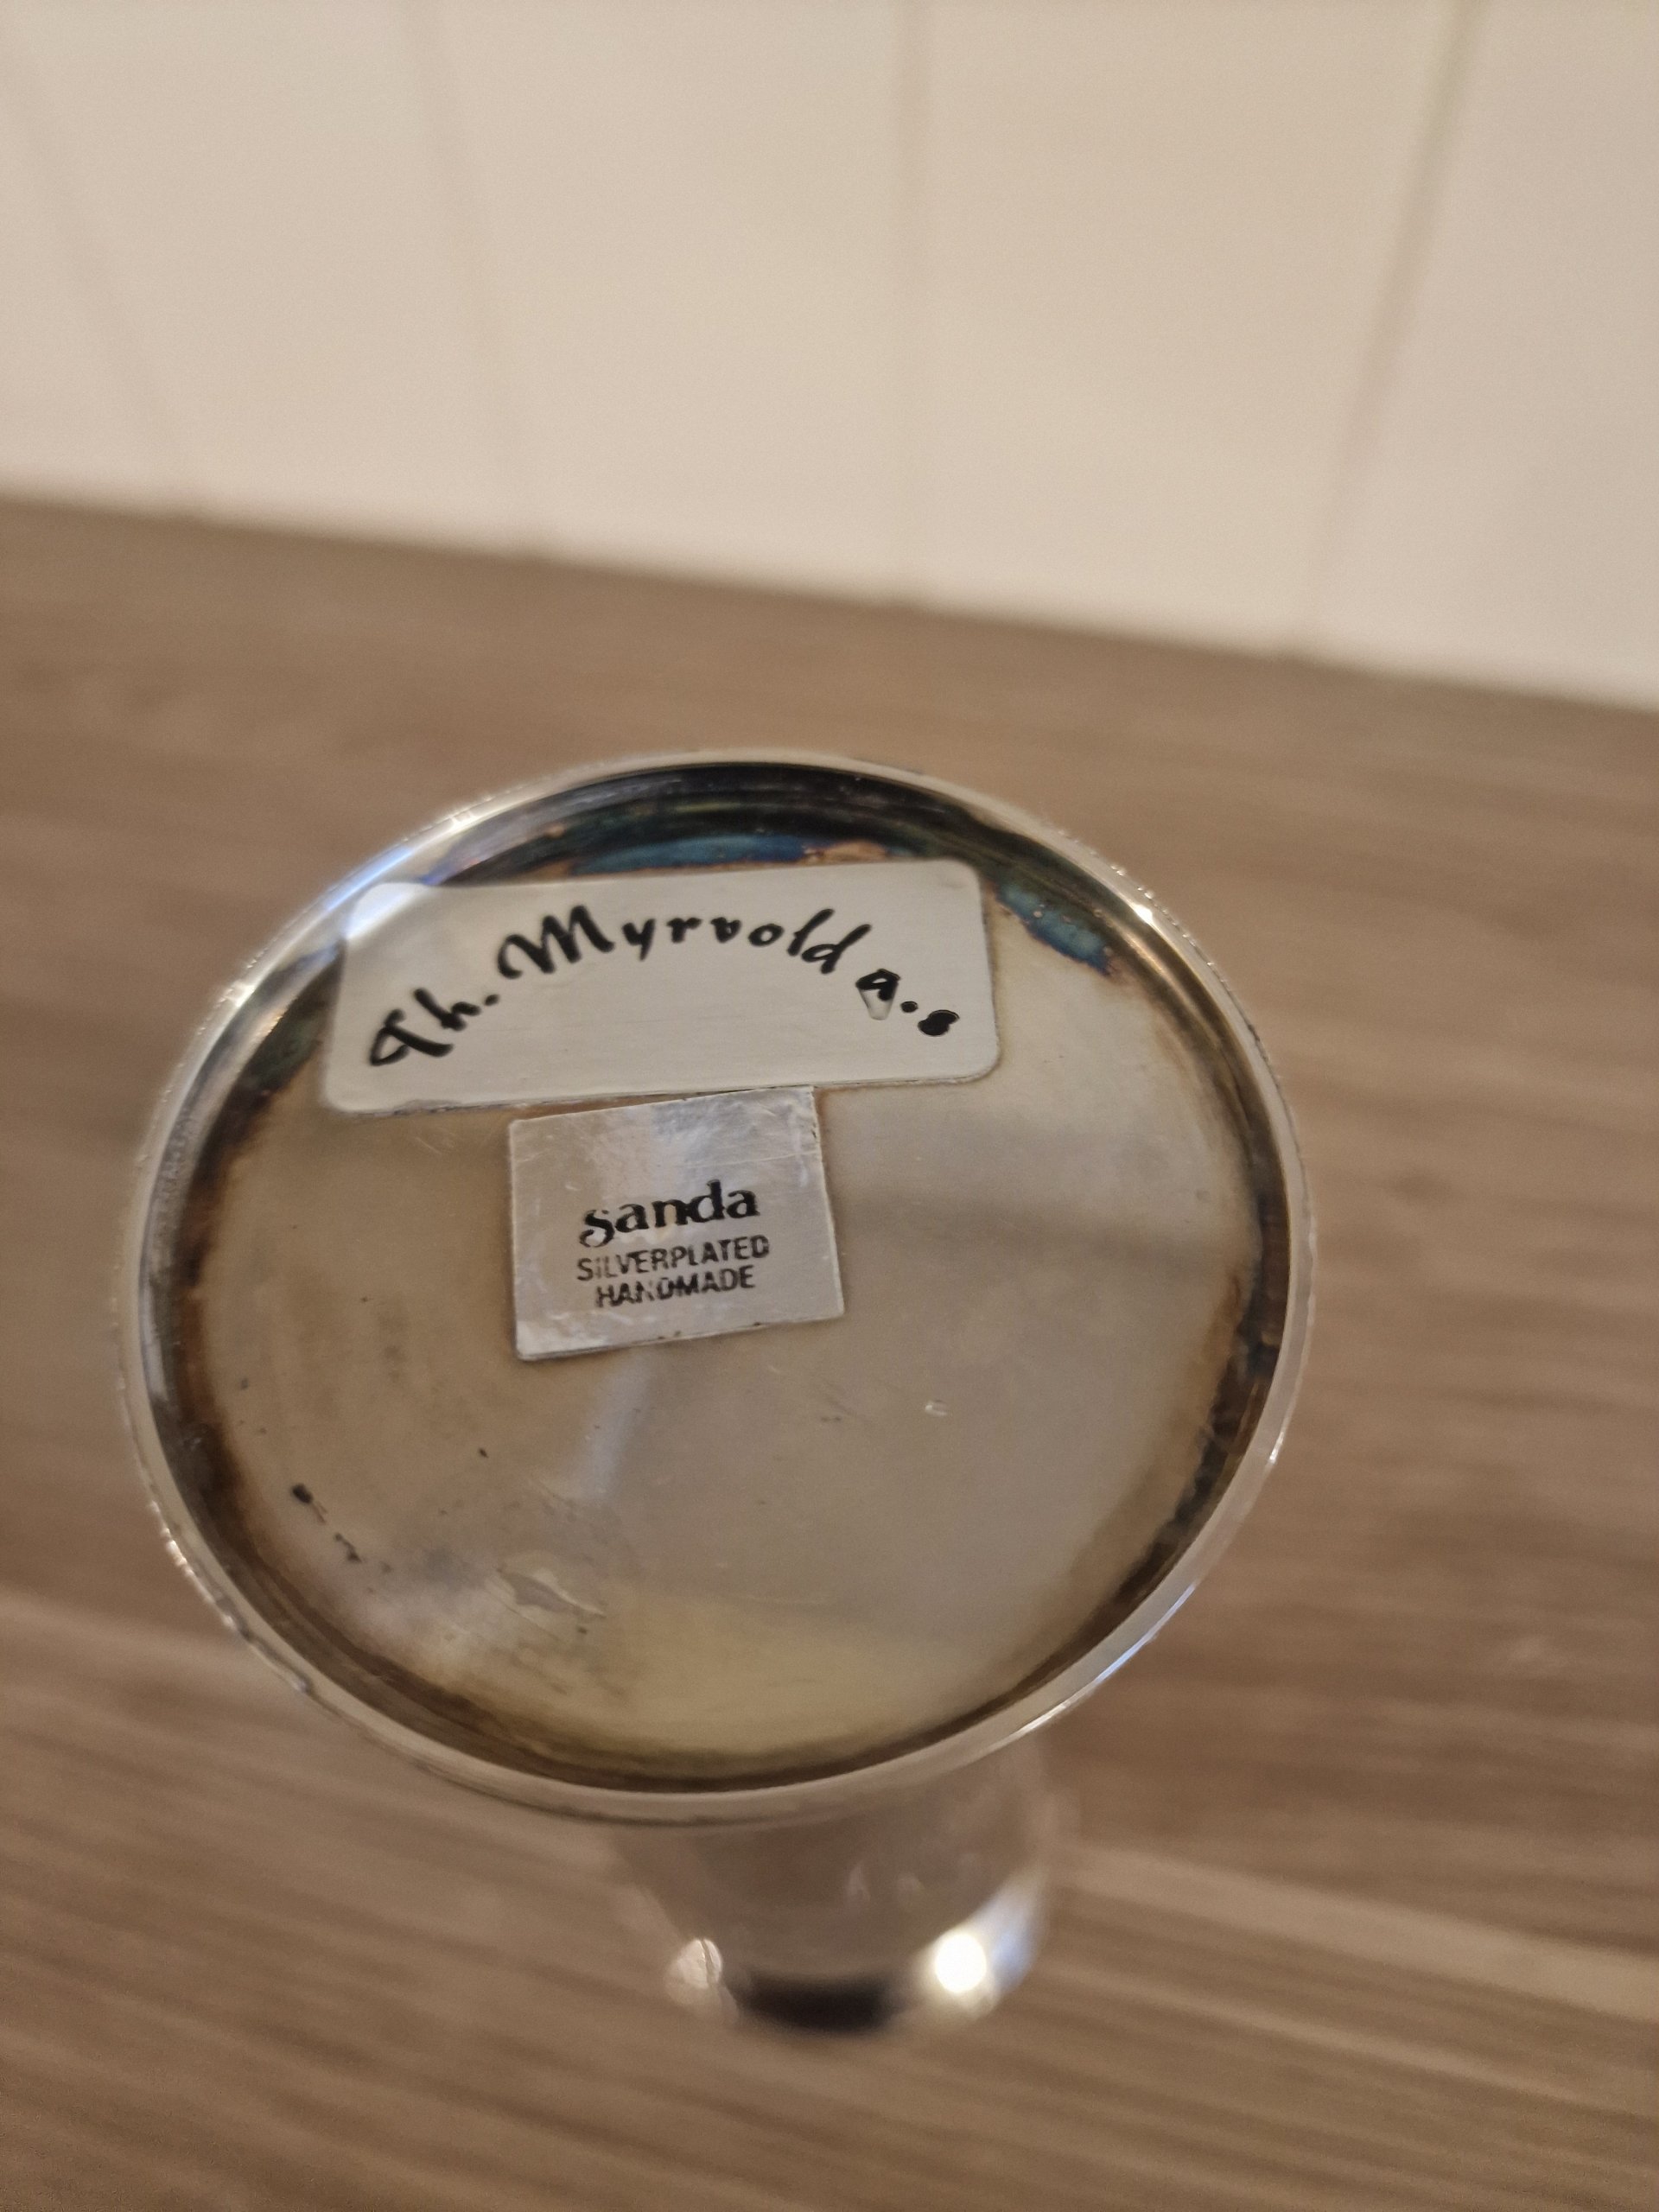 Th. Myrvold a.s
sanda
SILVERPLATED
HANDMADE